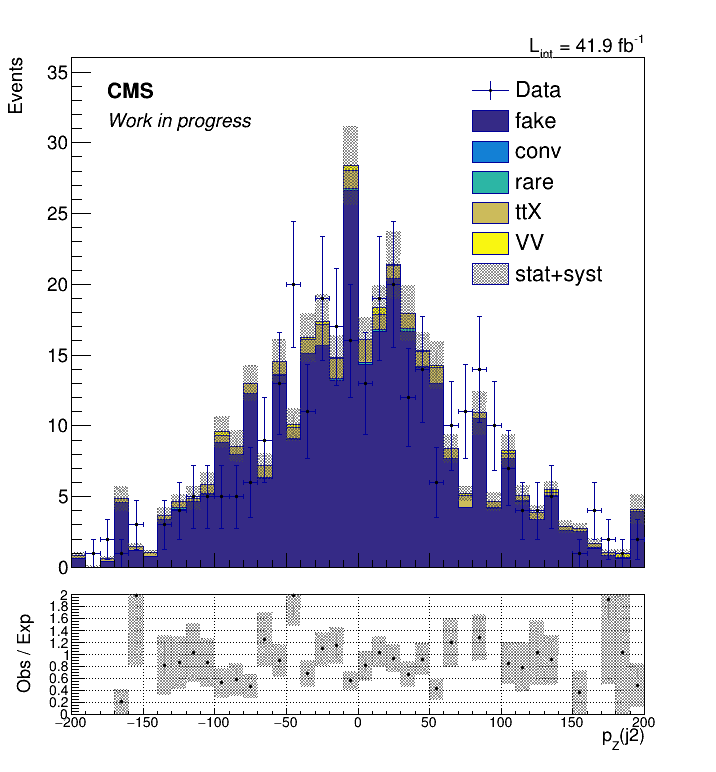 L_int = 41.9 fb⁻¹
Events
35
30
25
20
15
10
5
0
CMS
Work in progress
Data
fake
conv
rare
ttX
VV
stat+syst
Obs / Exp
2
1.8
1.6
1.4
1.2
1
0.8
0.6
0.4
0.2
0
−200 −150 −100 −50 0 50 100 150 200
p_Z(j2)